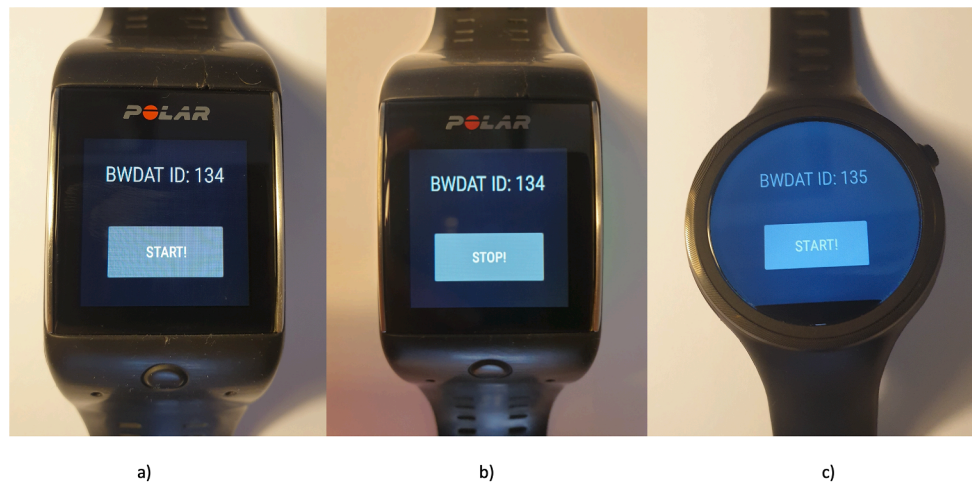 POLAR
BWDAT ID: 134
START!
POLAR
BWDAT ID: 134
STOP!
BWDAT ID: 135
START!
a)
b)
c)